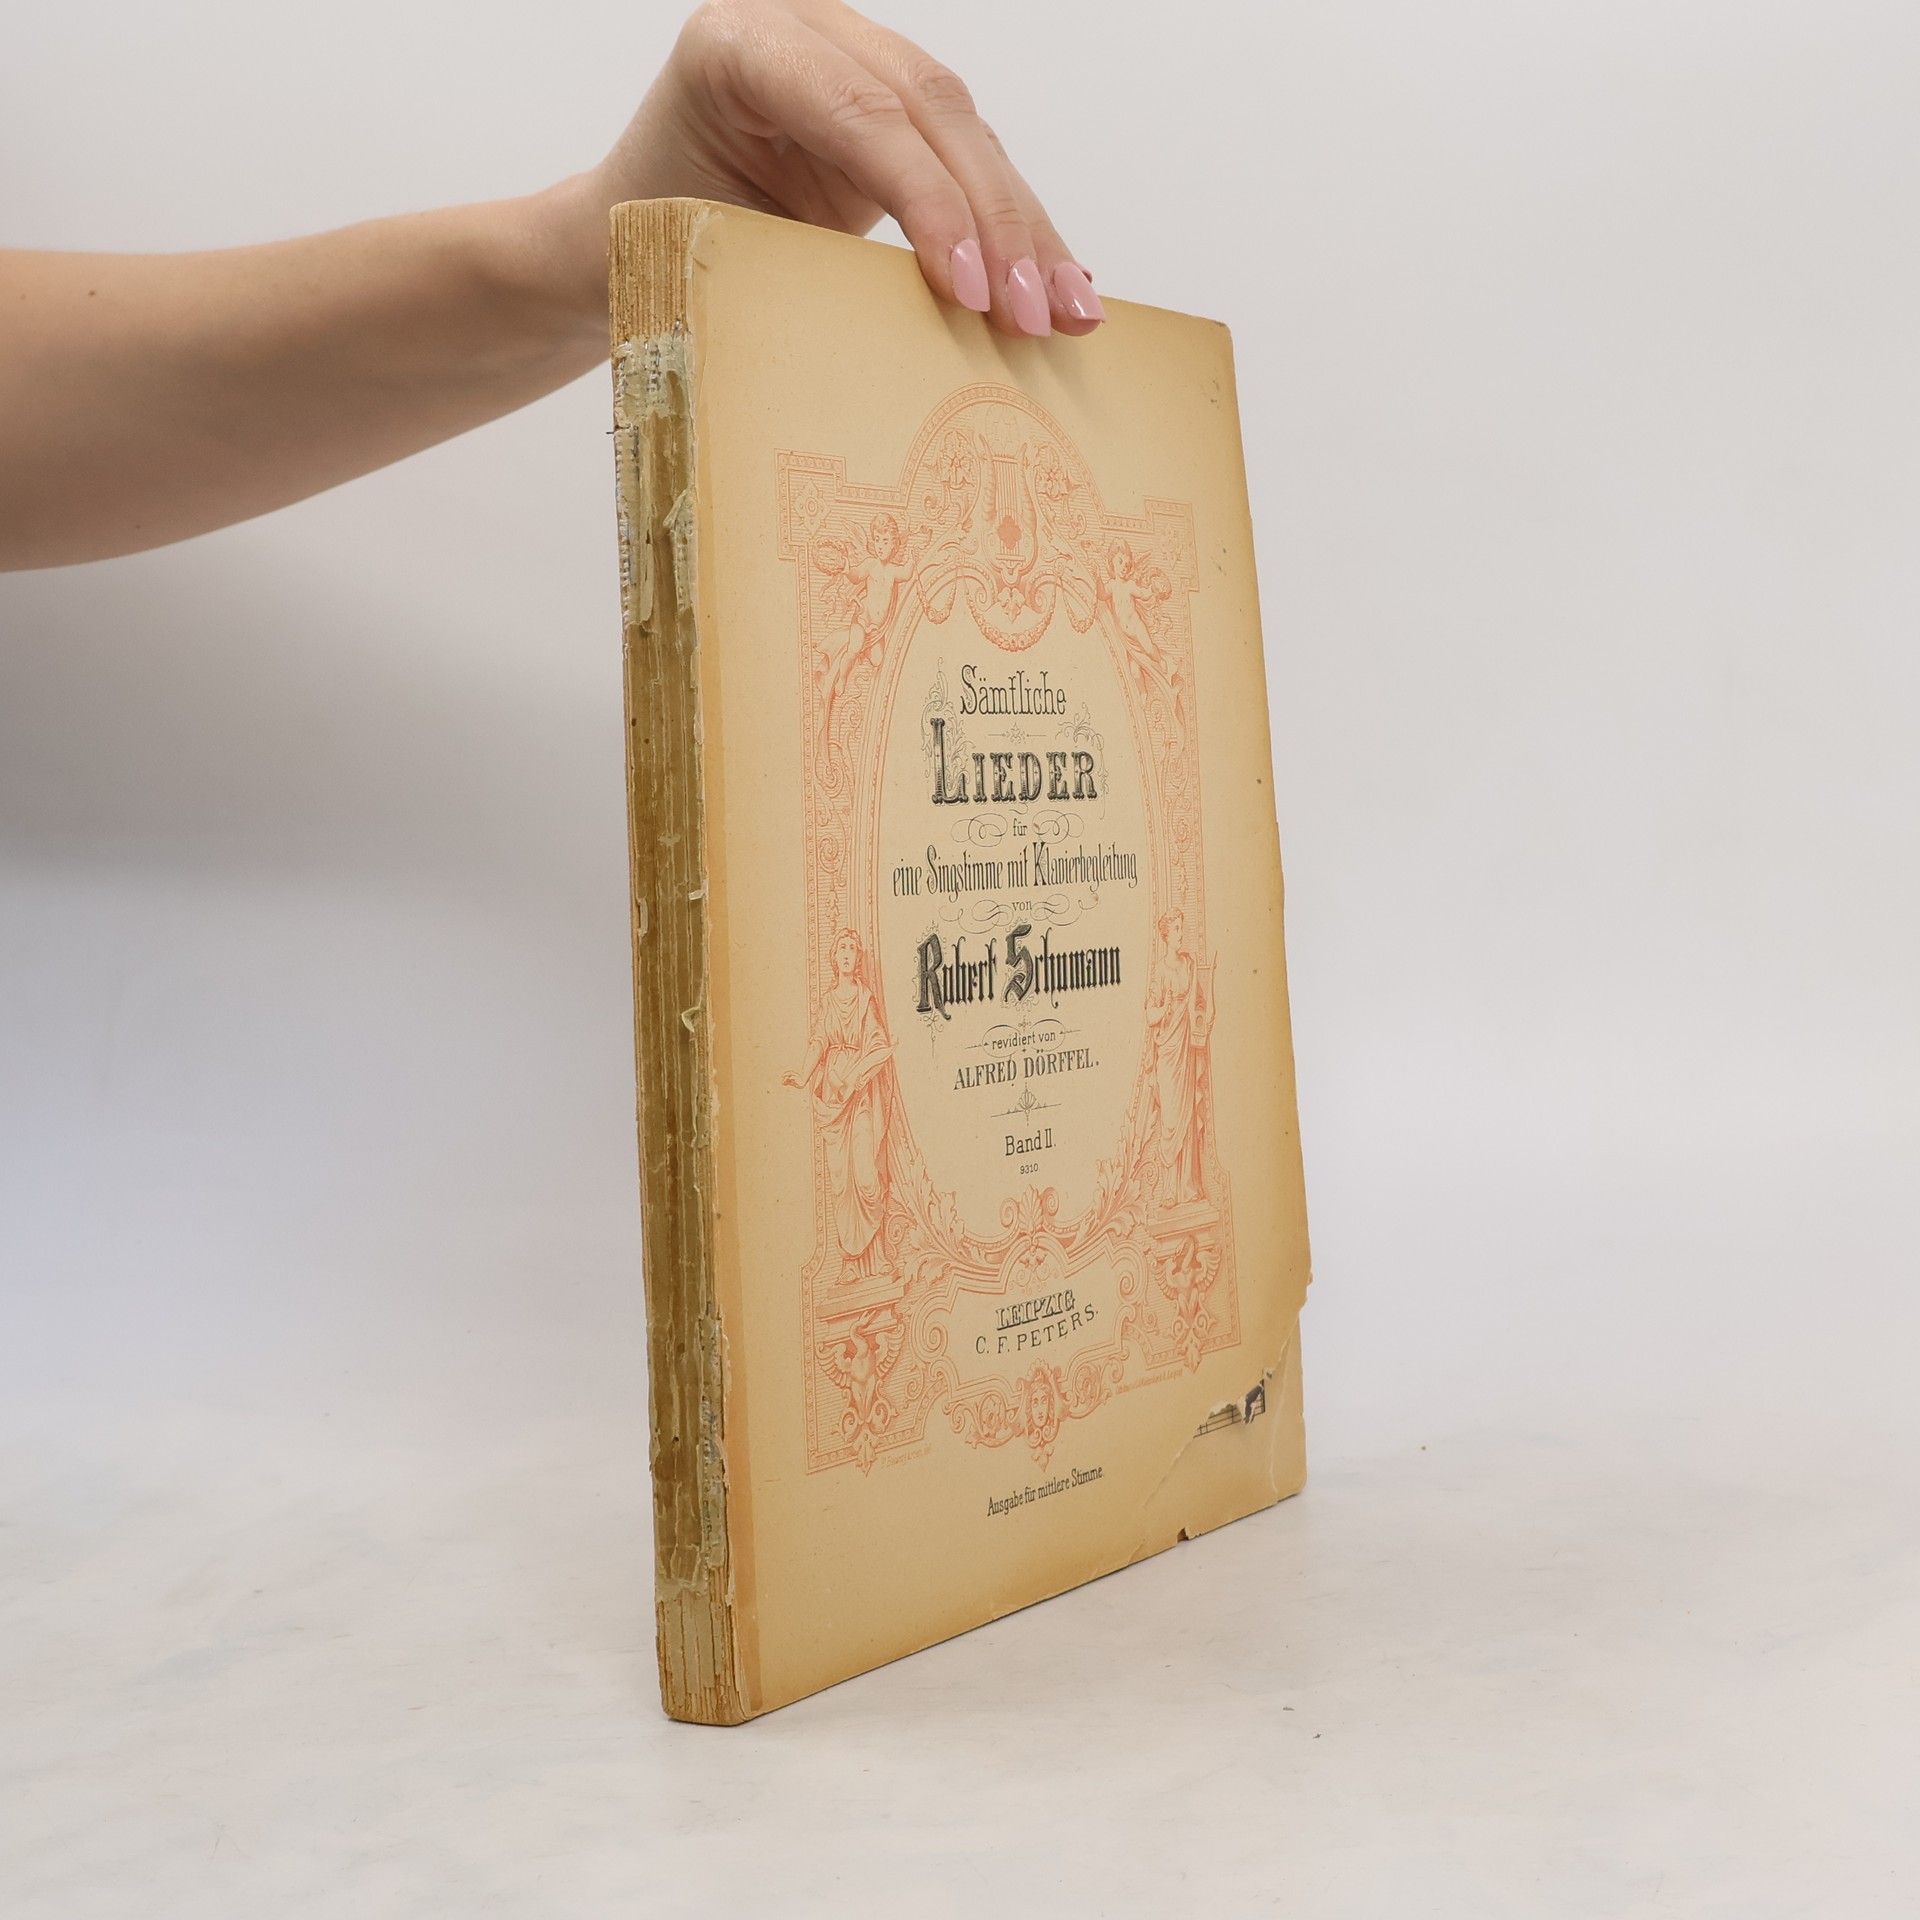 Sämtliche
LIEDER
für
eine Singstimme mit Klavierbegleitung
von
Robert Schumann
revidiert von
ALFRED DÖRFFEL.
Band II.
9310
LEIPZIG
C. F. PETERS.
Ausgabe für mittlere Stimme.